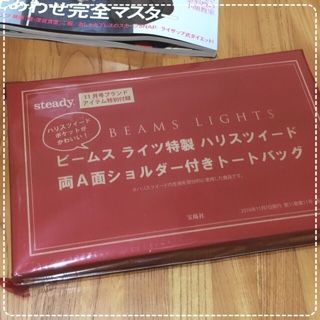 あわせ完全マスター
steady.
11月号ブランド
アイテム特別付録
ハリスツイード
ポケットが
かわいい!
BEAMS LIGHTS
ビームス ライツ特製 ハリスツイード
両A面ショルダー付きトートバッグ
宝島社